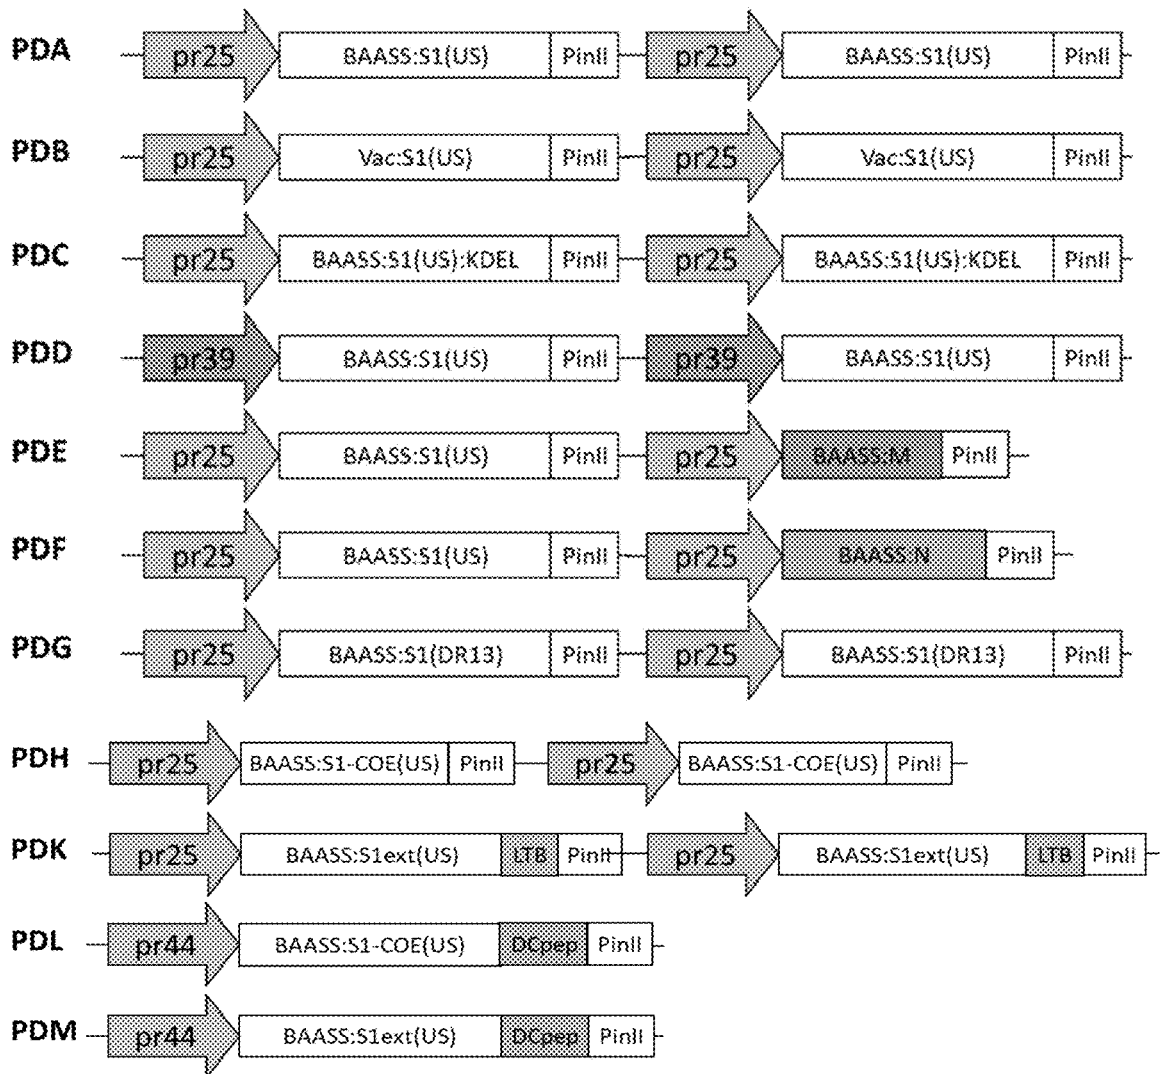 PDA pr25 BAASS:S1(US) PinII pr25 BAASS:S1(US) PinII
PDB pr25 Vac:S1(US) PinII pr25 Vac:S1(US) PinII
PDC pr25 BAASS:S1(US):KDEL PinII pr25 BAASS:S1(US):KDEL PinII
PDD pr39 BAASS:S1(US) PinII pr39 BAASS:S1(US) PinII
PDE pr25 BAASS:S1(US) PinII pr25 BAASS:M PinII
PDF pr25 BAASS:S1(US) PinII pr25 BAASS:N PinII
PDG pr25 BAASS:S1(DR13) PinII pr25 BAASS:S1(DR13) PinII
PDH pr25 BAASS:S1-COE(US) PinII pr25 BAASS:S1-COE(US) PinII
PDK pr25 BAASS:S1ext(US) LTB PinII pr25 BAASS:S1ext(US) LTB PinII
PDL pr44 BAASS:S1-COE(US) DCpep PinII
PDM pr44 BAASS:S1ext(US) DCpep PinII